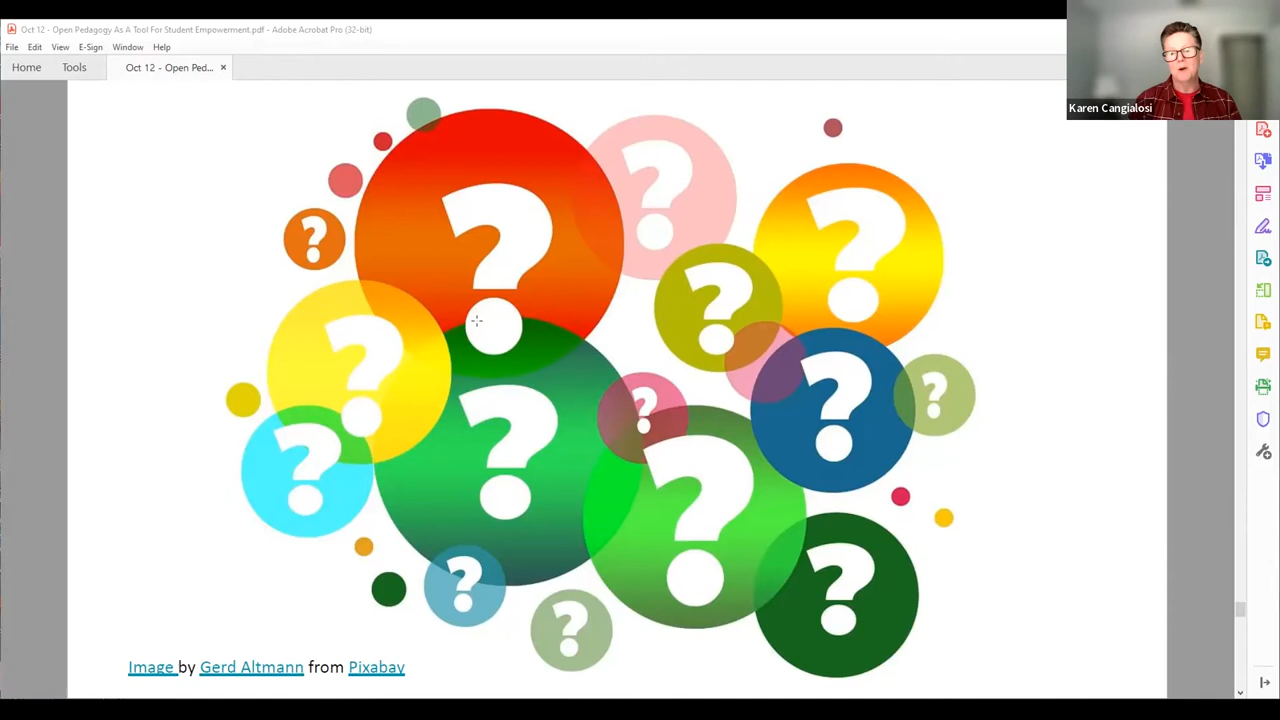 Oct 12 - Open Pedagogy As A Tool For Student Empowerment.pdf - Adobe Acrobat Pro (32-bit)
File Edit View E-Sign Window Help
Home Tools Oct 12 - Open Ped... ×
Karen Cangialosi
? ? ?
? ?
? ?
? ?
? ? ?
? ?
? ?
Image by Gerd Altmann from Pixabay